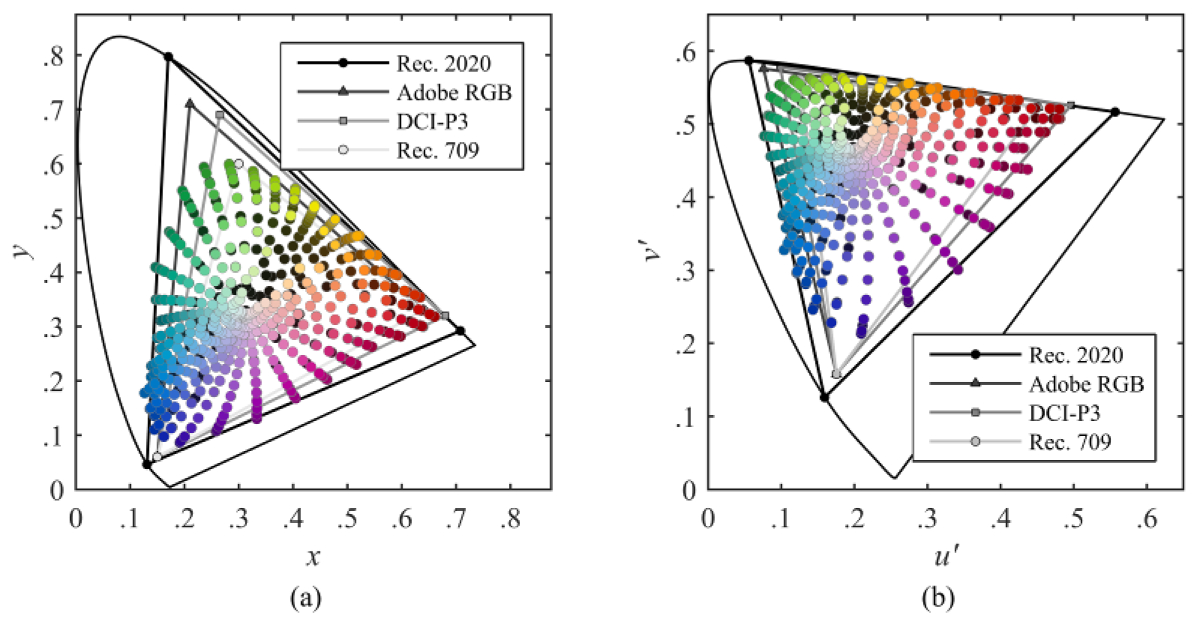 .8
.7
.6
.5
.4
.3
.2
.1
0
y
0 .1 .2 .3 .4 .5 .6 .7 .8
x
(a)
Rec. 2020
Adobe RGB
DCI-P3
Rec. 709
.6
.5
.4
.3
.2
.1
0
v′
0 .1 .2 .3 .4 .5 .6
u′
(b)
Rec. 2020
Adobe RGB
DCI-P3
Rec. 709